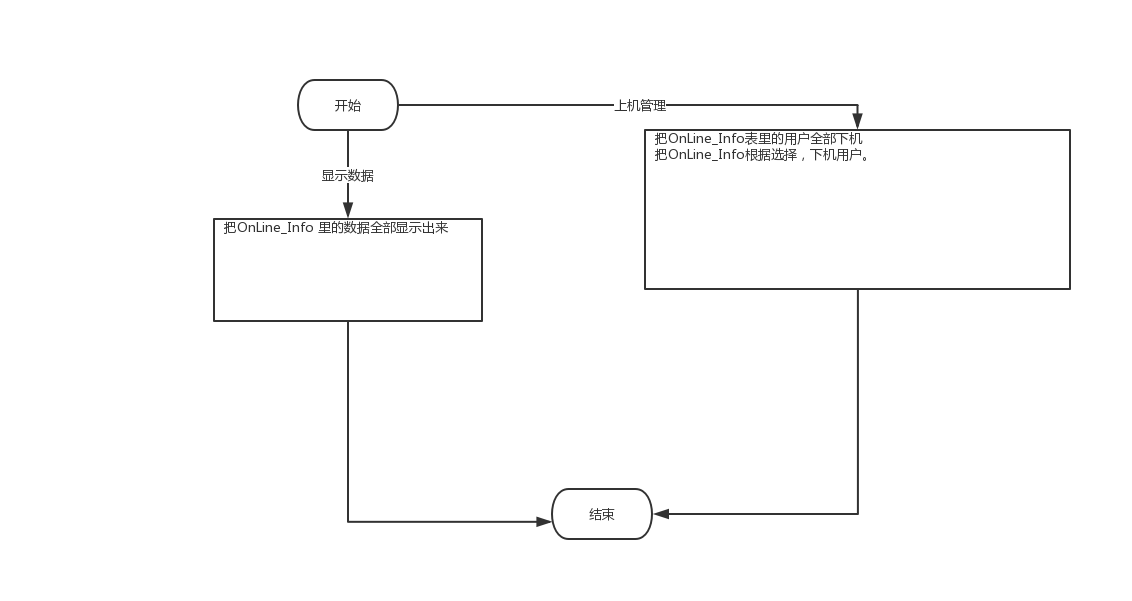 开始
上机管理
把OnLine_Info表里的用户全部下机
把OnLine_Info根据选择，下机用户。
显示数据
把OnLine_Info 里的数据全部显示出来
结束